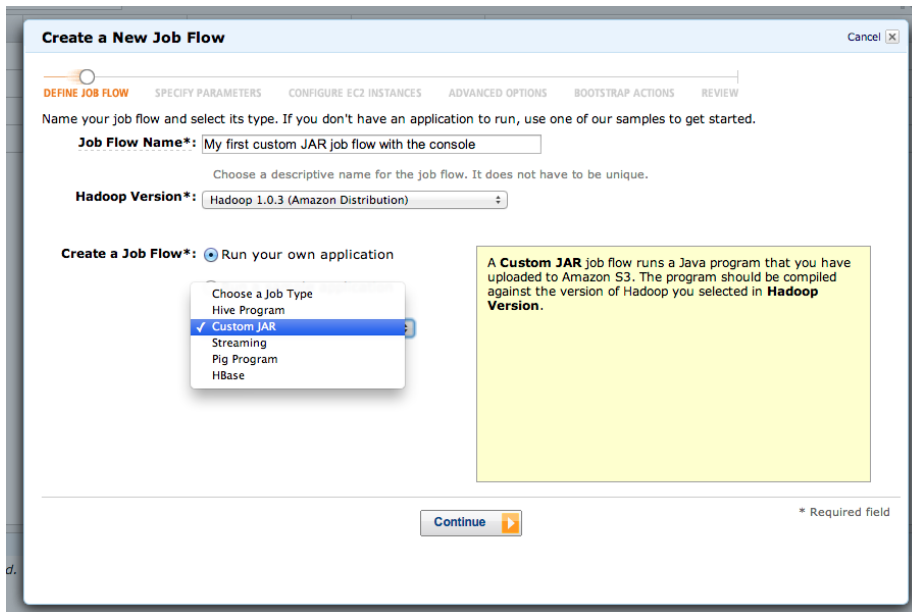 Create a New Job Flow
Cancel
DEFINE JOB FLOW
SPECIFY PARAMETERS
CONFIGURE EC2 INSTANCES
ADVANCED OPTIONS
BOOTSTRAP ACTIONS
REVIEW
Name your job flow and select its type. If you don't have an application to run, use one of our samples to get started.
Job Flow Name*: My first custom JAR job flow with the console
Choose a descriptive name for the job flow. It does not have to be unique.
Hadoop Version*: Hadoop 1.0.3 (Amazon Distribution)
Create a Job Flow*: Run your own application
Choose a Job Type
Hive Program
✓ Custom JAR
Streaming
Pig Program
HBase
A Custom JAR job flow runs a Java program that you have
uploaded to Amazon S3. The program should be compiled
against the version of Hadoop you selected in Hadoop
Version.
Continue
* Required field
d.